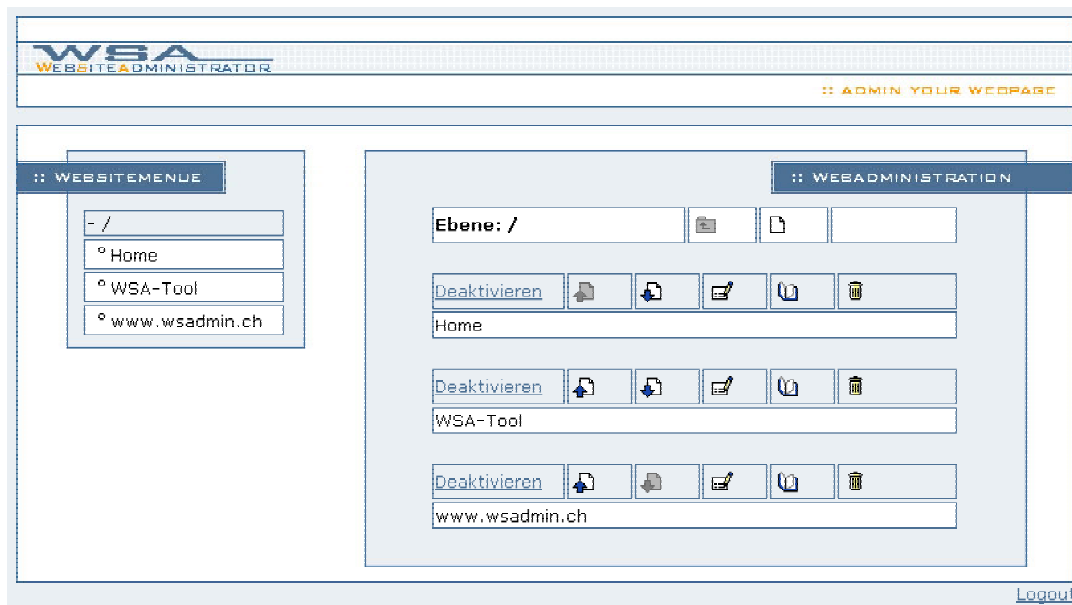 WSA
WEBSITEADMINISTRATOR
:: ADMIN YOUR WEBPAGE
:: WEBSITEMENUE
:: WEBADMINISTRATION
- /
° Home
° WSA-Tool
° www.wsadmin.ch
Ebene: /
Deaktivieren
Home
Deaktivieren
WSA-Tool
Deaktivieren
www.wsadmin.ch
Logout